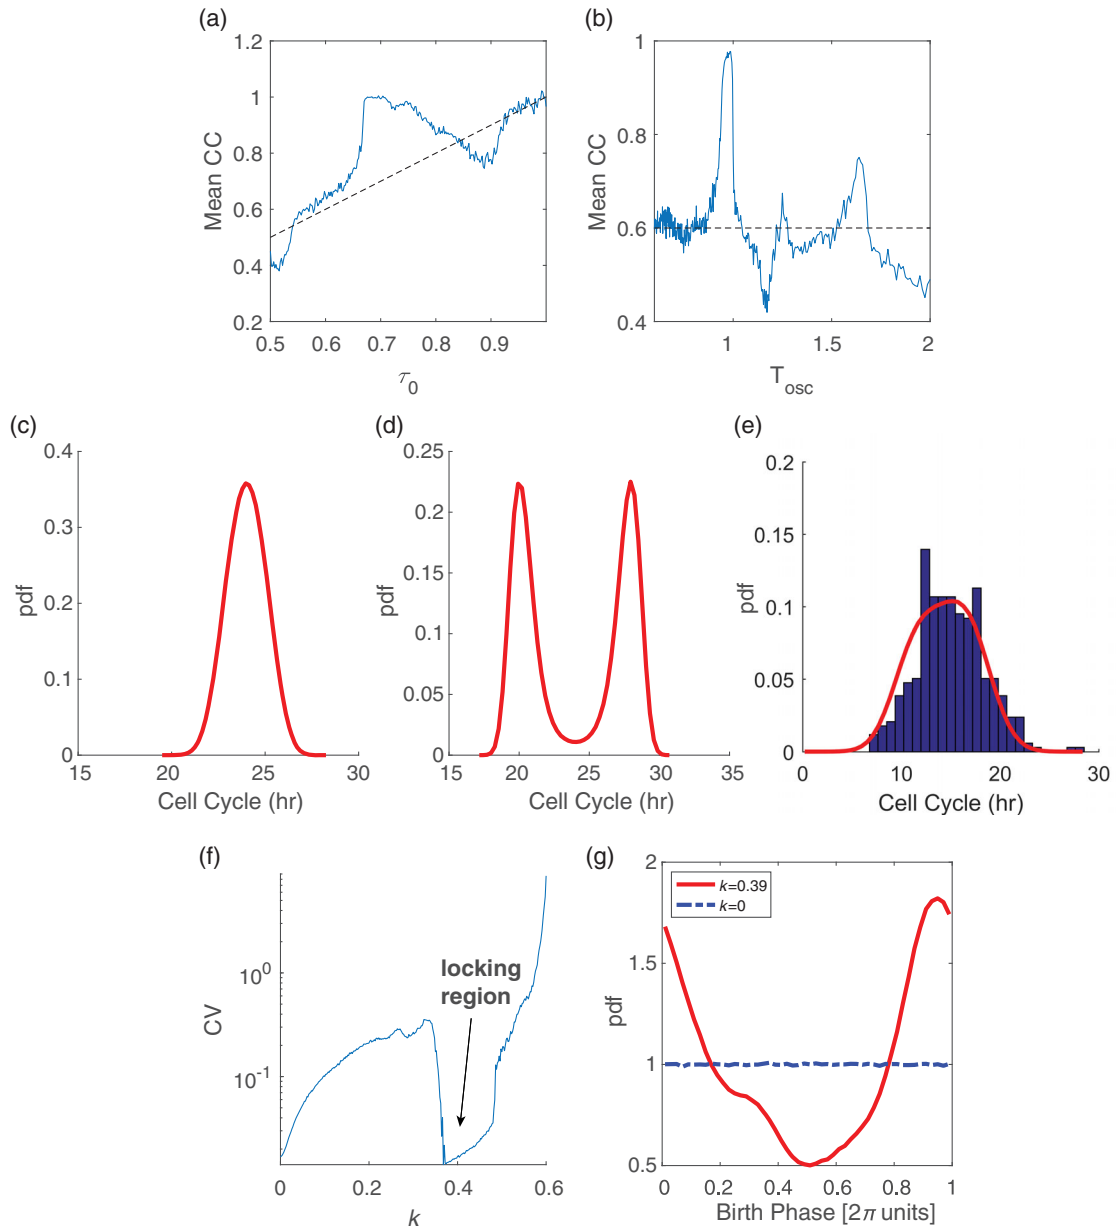 (a)
1.2
1
0.8
0.6
0.4
0.2
Mean CC
0.5 0.6 0.7 0.8 0.9
τ0
(b)
1
0.8
0.6
0.4
Mean CC
1 1.5 2
Tosc
(c)
0.4
0.3
0.2
0.1
0
pdf
15 20 25 30
Cell Cycle (hr)
(d)
0.25
0.2
0.15
0.1
0.05
0
pdf
15 20 25 30 35
Cell Cycle (hr)
(e)
0.2
0.15
0.1
0.05
0
pdf
0 10 20 30
Cell Cycle (hr)
(f)
10^0
10^-1
CV
locking
region
0 0.2 0.4 0.6
k
(g)
2
1.5
1
0.5
pdf
k=0.39
k=0
0 0.2 0.4 0.6 0.8 1
Birth Phase [2π units]